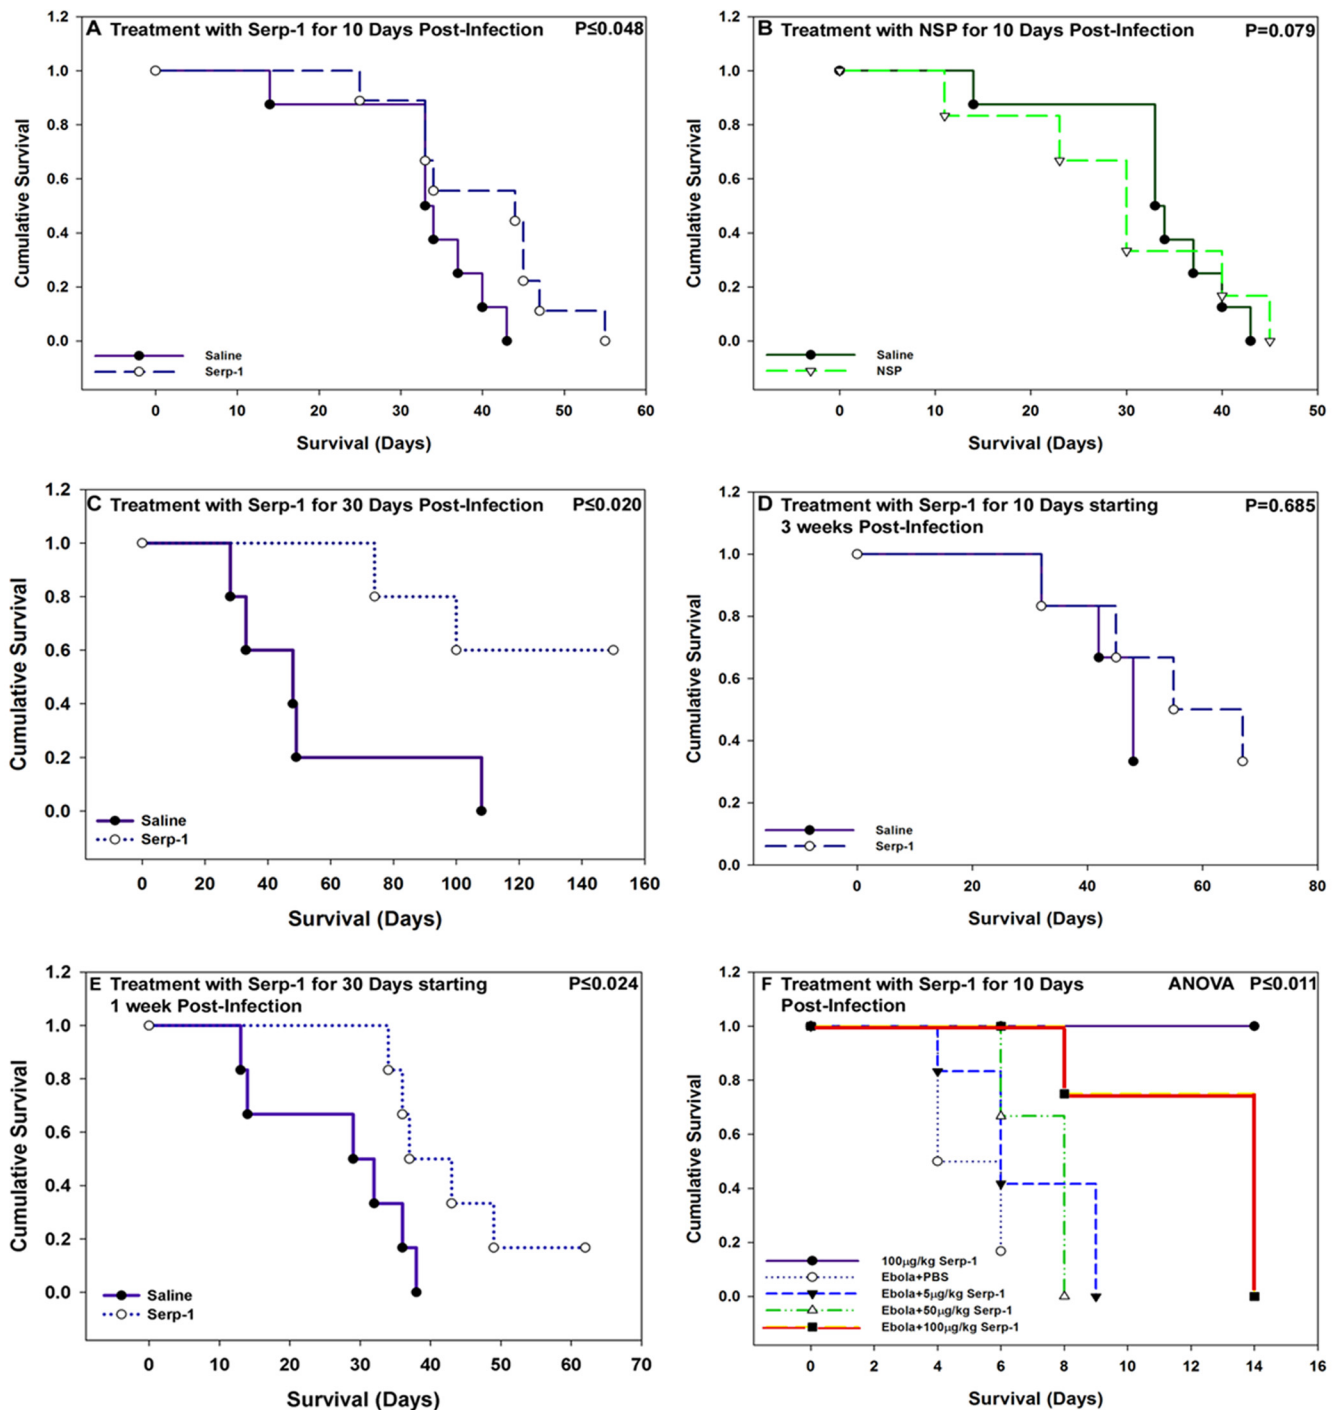 A Treatment with Serp-1 for 10 Days Post-Infection P≤0.048
1.2
1.0
0.8
0.6
0.4
0.2
0.0
Cumulative Survival
Saline
Serp-1
0 10 20 30 40 50 60
Survival (Days)
B Treatment with NSP for 10 Days Post-Infection P=0.079
1.2
1.0
0.8
0.6
0.4
0.2
0.0
Cumulative Survival
Saline
NSP
0 10 20 30 40 50
Survival (Days)
C Treatment with Serp-1 for 30 Days Post-Infection P≤0.020
1.2
1.0
0.8
0.6
0.4
0.2
0.0
Cumulative Survival
Saline
Serp-1
0 20 40 60 80 100 120 140 160
Survival (Days)
D Treatment with Serp-1 for 10 Days starting P=0.685
3 weeks Post-Infection
1.2
1.0
0.8
0.6
0.4
0.2
0.0
Cumulative Survival
Saline
Serp-1
0 20 40 60 80
Survival (Days)
E Treatment with Serp-1 for 30 Days starting P≤0.024
1 week Post-Infection
1.2
1.0
0.8
0.6
0.4
0.2
0.0
Cumulative Survival
Saline
Serp-1
0 10 20 30 40 50 60 70
Survival (Days)
F Treatment with Serp-1 for 10 Days ANOVA P≤0.011
Post-Infection
1.2
1.0
0.8
0.6
0.4
0.2
0.0
Cumulative Survival
100µg/kg Serp-1
Ebola+PBS
Ebola+5µg/kg Serp-1
Ebola+50µg/kg Serp-1
Ebola+100µg/kg Serp-1
0 2 4 6 8 10 12 14 16
Survival (Days)